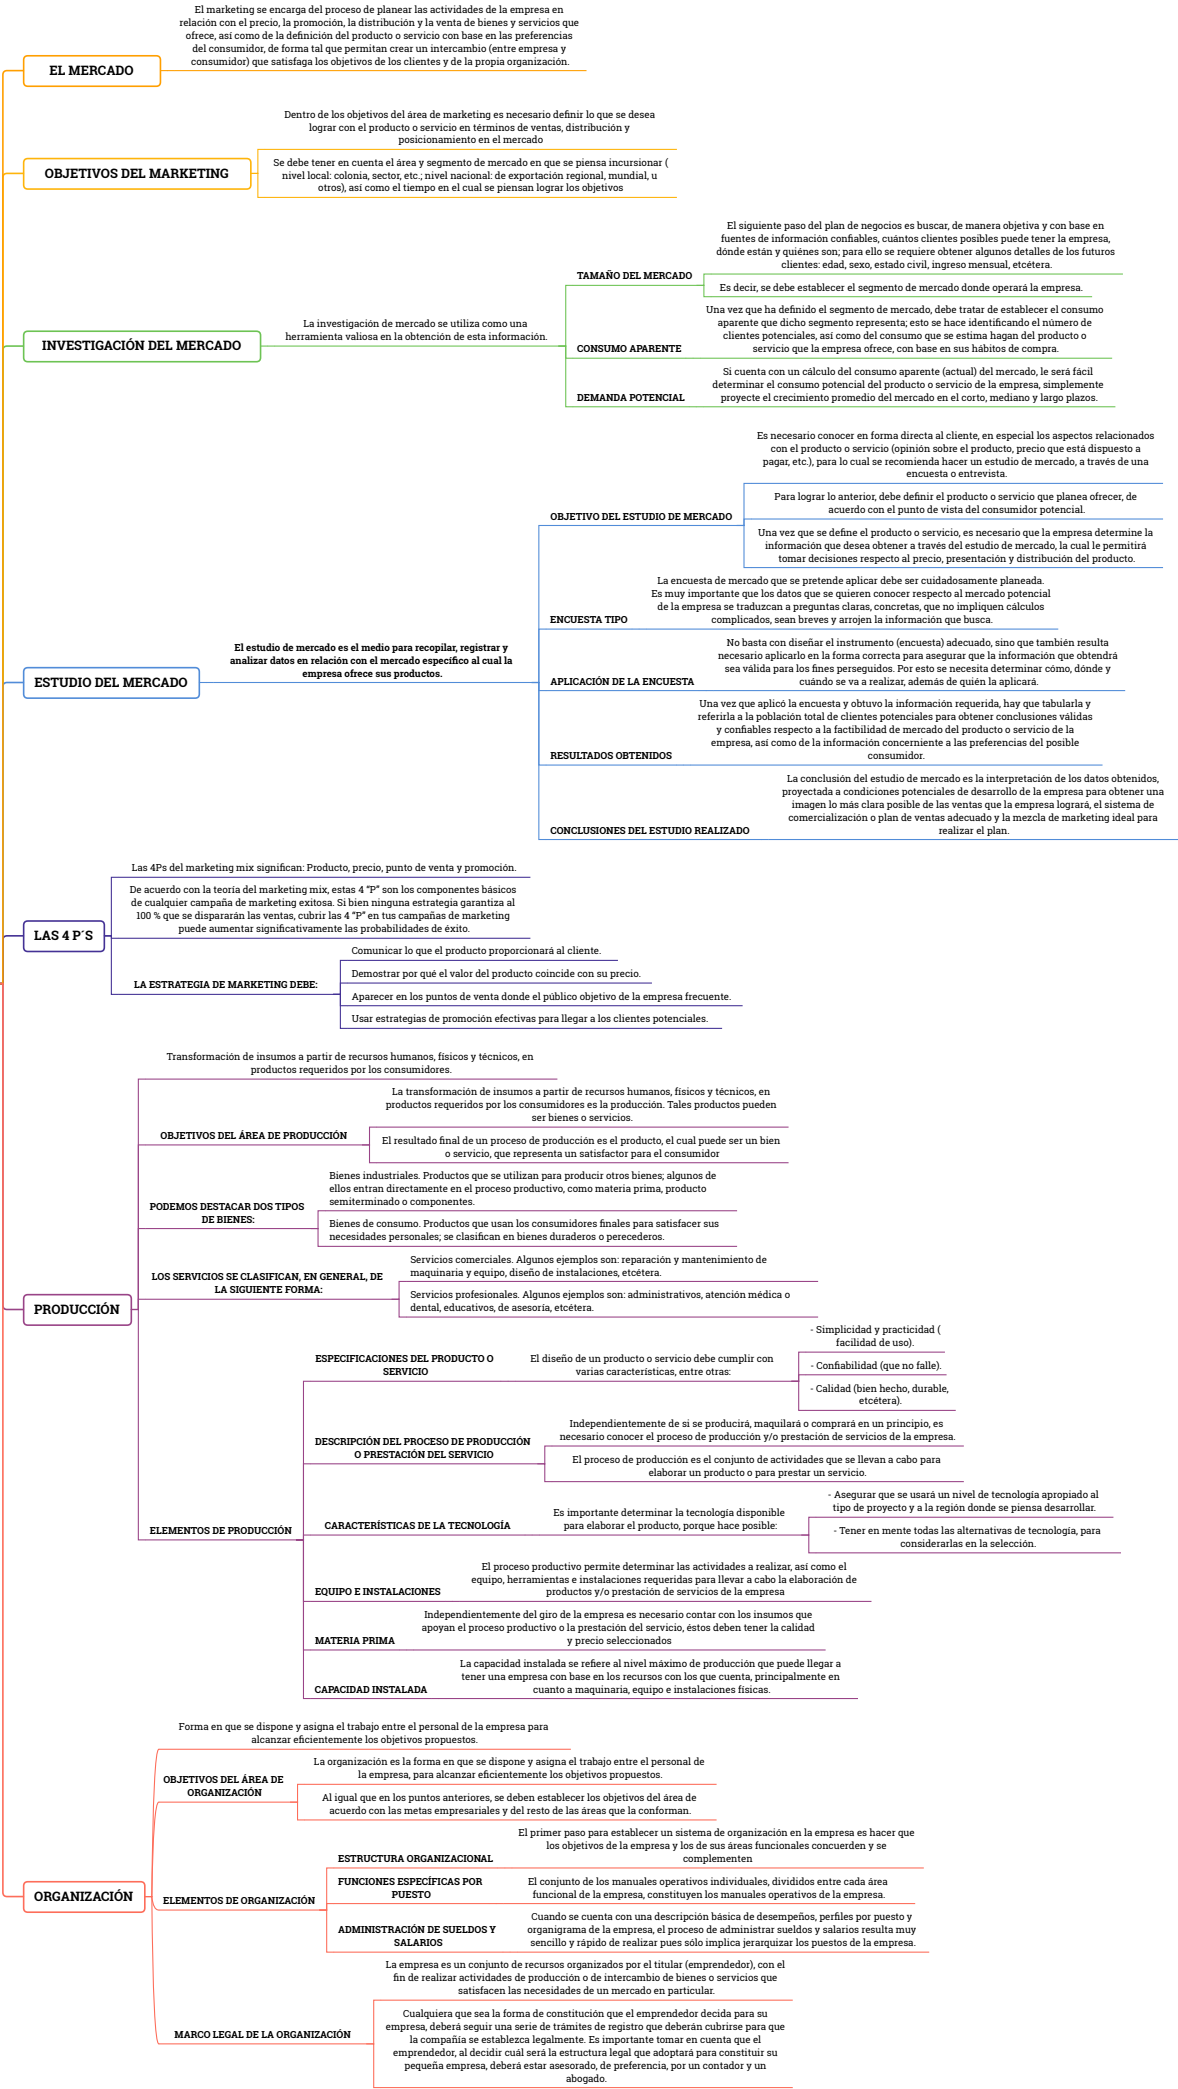 El marketing se encarga del proceso de planear las actividades de la empresa en
relación con el precio, la promoción, la distribución y la venta de bienes y servicios que
ofrece, así como de la definición del producto o servicio con base en las preferencias
del consumidor, de forma tal que permitan crear un intercambio (entre empresa y
consumidor) que satisfaga los objetivos de los clientes y de la propia organización.
EL MERCADO
Dentro de los objetivos del área de marketing es necesario definir lo que se desea
lograr con el producto o servicio en términos de ventas, distribución y
posicionamiento en el mercado
OBJETIVOS DEL MARKETING
Se debe tener en cuenta el área y segmento de mercado en que se piensa incursionar (
nivel local: colonia, sector, etc.; nivel nacional: de exportación regional, mundial, u
otros), así como el tiempo en el cual se piensan lograr los objetivos
INVESTIGACIÓN DEL MERCADO
La investigación de mercado se utiliza como una
herramienta valiosa en la obtención de esta información.
TAMAÑO DEL MERCADO
El siguiente paso del plan de negocios es buscar, de manera objetiva y con base en
fuentes de información confiables, cuántos clientes posibles puede tener la empresa,
dónde están y quiénes son; para ello se requiere obtener algunos detalles de los futuros
clientes: edad, sexo, estado civil, ingreso mensual, etcétera.
Es decir, se debe establecer el segmento de mercado donde operará la empresa.
CONSUMO APARENTE
Una vez que ha definido el segmento de mercado, debe tratar de establecer el consumo
aparente que dicho segmento representa; esto se hace identificando el número de
clientes potenciales, así como del consumo que se estima hagan del producto o
servicio que la empresa ofrece, con base en sus hábitos de compra.
DEMANDA POTENCIAL
Si cuenta con un cálculo del consumo aparente (actual) del mercado, le será fácil
determinar el consumo potencial del producto o servicio de la empresa, simplemente
proyecte el crecimiento promedio del mercado en el corto, mediano y largo plazos.
ESTUDIO DEL MERCADO
El estudio de mercado es el medio para recopilar, registrar y
analizar datos en relación con el mercado específico al cual la
empresa ofrece sus productos.
OBJETIVO DEL ESTUDIO DE MERCADO
Es necesario conocer en forma directa al cliente, en especial los aspectos relacionados
con el producto o servicio (opinión sobre el producto, precio que está dispuesto a
pagar, etc.), para lo cual se recomienda hacer un estudio de mercado, a través de una
encuesta o entrevista.
Para lograr lo anterior, debe definir el producto o servicio que planea ofrecer, de
acuerdo con el punto de vista del consumidor potencial.
Una vez que se define el producto o servicio, es necesario que la empresa determine la
información que desea obtener a través del estudio de mercado, la cual le permitirá
tomar decisiones respecto al precio, presentación y distribución del producto.
ENCUESTA TIPO
La encuesta de mercado que se pretende aplicar debe ser cuidadosamente planeada.
Es muy importante que los datos que se quieren conocer respecto al mercado potencial
de la empresa se traduzcan a preguntas claras, concretas, que no impliquen cálculos
complicados, sean breves y arrojen la información que busca.
APLICACIÓN DE LA ENCUESTA
No basta con diseñar el instrumento (encuesta) adecuado, sino que también resulta
necesario aplicarlo en la forma correcta para asegurar que la información que obtendrá
sea válida para los fines perseguidos. Por esto se necesita determinar cómo, dónde y
cuándo se va a realizar, además de quién la aplicará.
RESULTADOS OBTENIDOS
Una vez que aplicó la encuesta y obtuvo la información requerida, hay que tabularla y
referirla a la población total de clientes potenciales para obtener conclusiones válidas
y confiables respecto a la factibilidad de mercado del producto o servicio de la
empresa, así como de la información concerniente a las preferencias del posible
consumidor.
CONCLUSIONES DEL ESTUDIO REALIZADO
La conclusión del estudio de mercado es la interpretación de los datos obtenidos,
proyectada a condiciones potenciales de desarrollo de la empresa para obtener una
imagen lo más clara posible de las ventas que la empresa logrará, el sistema de
comercialización o plan de ventas adecuado y la mezcla de marketing ideal para
realizar el plan.
LAS 4 P´S
Las 4Ps del marketing mix significan: Producto, precio, punto de venta y promoción.
De acuerdo con la teoría del marketing mix, estas 4 “P” son los componentes básicos
de cualquier campaña de marketing exitosa. Si bien ninguna estrategia garantiza al
100 % que se dispararán las ventas, cubrir las 4 “P” en tus campañas de marketing
puede aumentar significativamente las probabilidades de éxito.
LA ESTRATEGIA DE MARKETING DEBE:
Comunicar lo que el producto proporcionará al cliente.
Demostrar por qué el valor del producto coincide con su precio.
Aparecer en los puntos de venta donde el público objetivo de la empresa frecuente.
Usar estrategias de promoción efectivas para llegar a los clientes potenciales.
PRODUCCIÓN
Transformación de insumos a partir de recursos humanos, físicos y técnicos, en
productos requeridos por los consumidores.
OBJETIVOS DEL ÁREA DE PRODUCCIÓN
La transformación de insumos a partir de recursos humanos, físicos y técnicos, en
productos requeridos por los consumidores es la producción. Tales productos pueden
ser bienes o servicios.
El resultado final de un proceso de producción es el producto, el cual puede ser un bien
o servicio, que representa un satisfactor para el consumidor
PODEMOS DESTACAR DOS TIPOS
DE BIENES:
Bienes industriales. Productos que se utilizan para producir otros bienes; algunos de
ellos entran directamente en el proceso productivo, como materia prima, producto
semiterminado o componentes.
Bienes de consumo. Productos que usan los consumidores finales para satisfacer sus
necesidades personales; se clasifican en bienes duraderos o perecederos.
LOS SERVICIOS SE CLASIFICAN, EN GENERAL, DE
LA SIGUIENTE FORMA:
Servicios comerciales. Algunos ejemplos son: reparación y mantenimiento de
maquinaria y equipo, diseño de instalaciones, etcétera.
Servicios profesionales. Algunos ejemplos son: administrativos, atención médica o
dental, educativos, de asesoría, etcétera.
ELEMENTOS DE PRODUCCIÓN
ESPECIFICACIONES DEL PRODUCTO O
SERVICIO
El diseño de un producto o servicio debe cumplir con
varias características, entre otras:
- Simplicidad y practicidad (
facilidad de uso).
- Confiabilidad (que no falle).
- Calidad (bien hecho, durable,
etcétera).
DESCRIPCIÓN DEL PROCESO DE PRODUCCIÓN
O PRESTACIÓN DEL SERVICIO
Independientemente de si se producirá, maquilará o comprará en un principio, es
necesario conocer el proceso de producción y/o prestación de servicios de la empresa.
El proceso de producción es el conjunto de actividades que se llevan a cabo para
elaborar un producto o para prestar un servicio.
CARACTERÍSTICAS DE LA TECNOLOGÍA
Es importante determinar la tecnología disponible
para elaborar el producto, porque hace posible:
- Asegurar que se usará un nivel de tecnología apropiado al
tipo de proyecto y a la región donde se piensa desarrollar.
- Tener en mente todas las alternativas de tecnología, para
considerarlas en la selección.
EQUIPO E INSTALACIONES
El proceso productivo permite determinar las actividades a realizar, así como el
equipo, herramientas e instalaciones requeridas para llevar a cabo la elaboración de
productos y/o prestación de servicios de la empresa
MATERIA PRIMA
Independientemente del giro de la empresa es necesario contar con los insumos que
apoyan el proceso productivo o la prestación del servicio, éstos deben tener la calidad
y precio seleccionados
CAPACIDAD INSTALADA
La capacidad instalada se refiere al nivel máximo de producción que puede llegar a
tener una empresa con base en los recursos con los que cuenta, principalmente en
cuanto a maquinaria, equipo e instalaciones físicas.
ORGANIZACIÓN
Forma en que se dispone y asigna el trabajo entre el personal de la empresa para
alcanzar eficientemente los objetivos propuestos.
OBJETIVOS DEL ÁREA DE
ORGANIZACIÓN
La organización es la forma en que se dispone y asigna el trabajo entre el personal de
la empresa, para alcanzar eficientemente los objetivos propuestos.
Al igual que en los puntos anteriores, se deben establecer los objetivos del área de
acuerdo con las metas empresariales y del resto de las áreas que la conforman.
ELEMENTOS DE ORGANIZACIÓN
ESTRUCTURA ORGANIZACIONAL
El primer paso para establecer un sistema de organización en la empresa es hacer que
los objetivos de la empresa y los de sus áreas funcionales concuerden y se
complementen
FUNCIONES ESPECÍFICAS POR
PUESTO
El conjunto de los manuales operativos individuales, divididos entre cada área
funcional de la empresa, constituyen los manuales operativos de la empresa.
ADMINISTRACIÓN DE SUELDOS Y
SALARIOS
Cuando se cuenta con una descripción básica de desempeños, perfiles por puesto y
organigrama de la empresa, el proceso de administrar sueldos y salarios resulta muy
sencillo y rápido de realizar pues sólo implica jerarquizar los puestos de la empresa.
MARCO LEGAL DE LA ORGANIZACIÓN
La empresa es un conjunto de recursos organizados por el titular (emprendedor), con el
fin de realizar actividades de producción o de intercambio de bienes o servicios que
satisfacen las necesidades de un mercado en particular.
Cualquiera que sea la forma de constitución que el emprendedor decida para su
empresa, deberá seguir una serie de trámites de registro que deberán cubrirse para que
la compañía se establezca legalmente. Es importante tomar en cuenta que el
emprendedor, al decidir cuál será la estructura legal que adoptará para constituir su
pequeña empresa, deberá estar asesorado, de preferencia, por un contador y un
abogado.